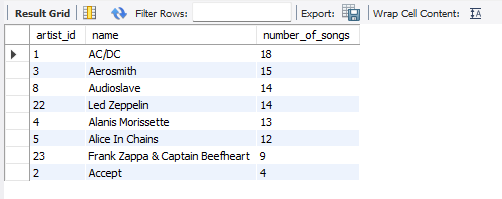 Result Grid Filter Rows: Export: Wrap Cell Content:
artist_id name number_of_songs
1 AC/DC 18
3 Aerosmith 15
8 Audioslave 14
22 Led Zeppelin 14
4 Alanis Morissette 13
5 Alice In Chains 12
23 Frank Zappa & Captain Beefheart 9
2 Accept 4